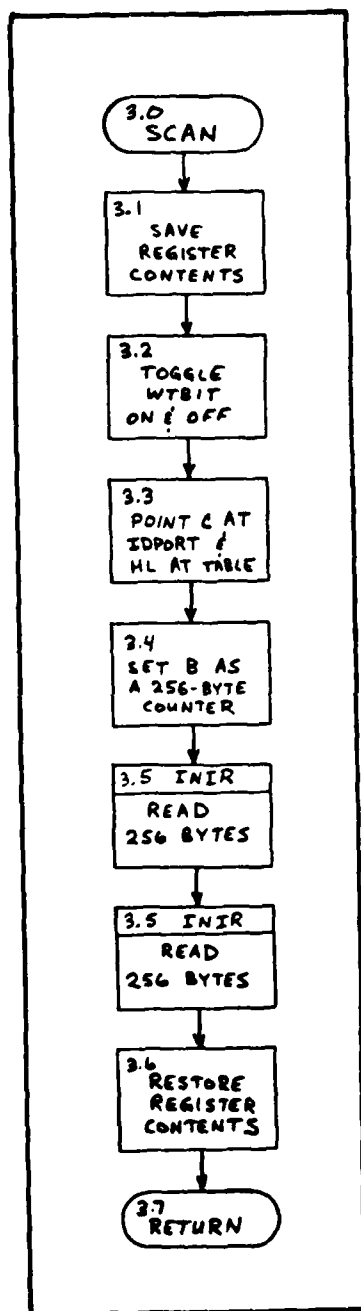 3.0
SCAN
3.1
SAVE
REGISTER
CONTENTS
3.2
TOGGLE
WTBIT
ON & OFF
3.3
POINT C AT
IDPORT &
HL AT TABLE
3.4
SET B AS
A 256-BYTE
COUNTER
3.5 INIR
READ
256 BYTES
3.5 INIR
READ
256 BYTES
3.6
RESTORE
REGISTER
CONTENTS
3.7
RETURN